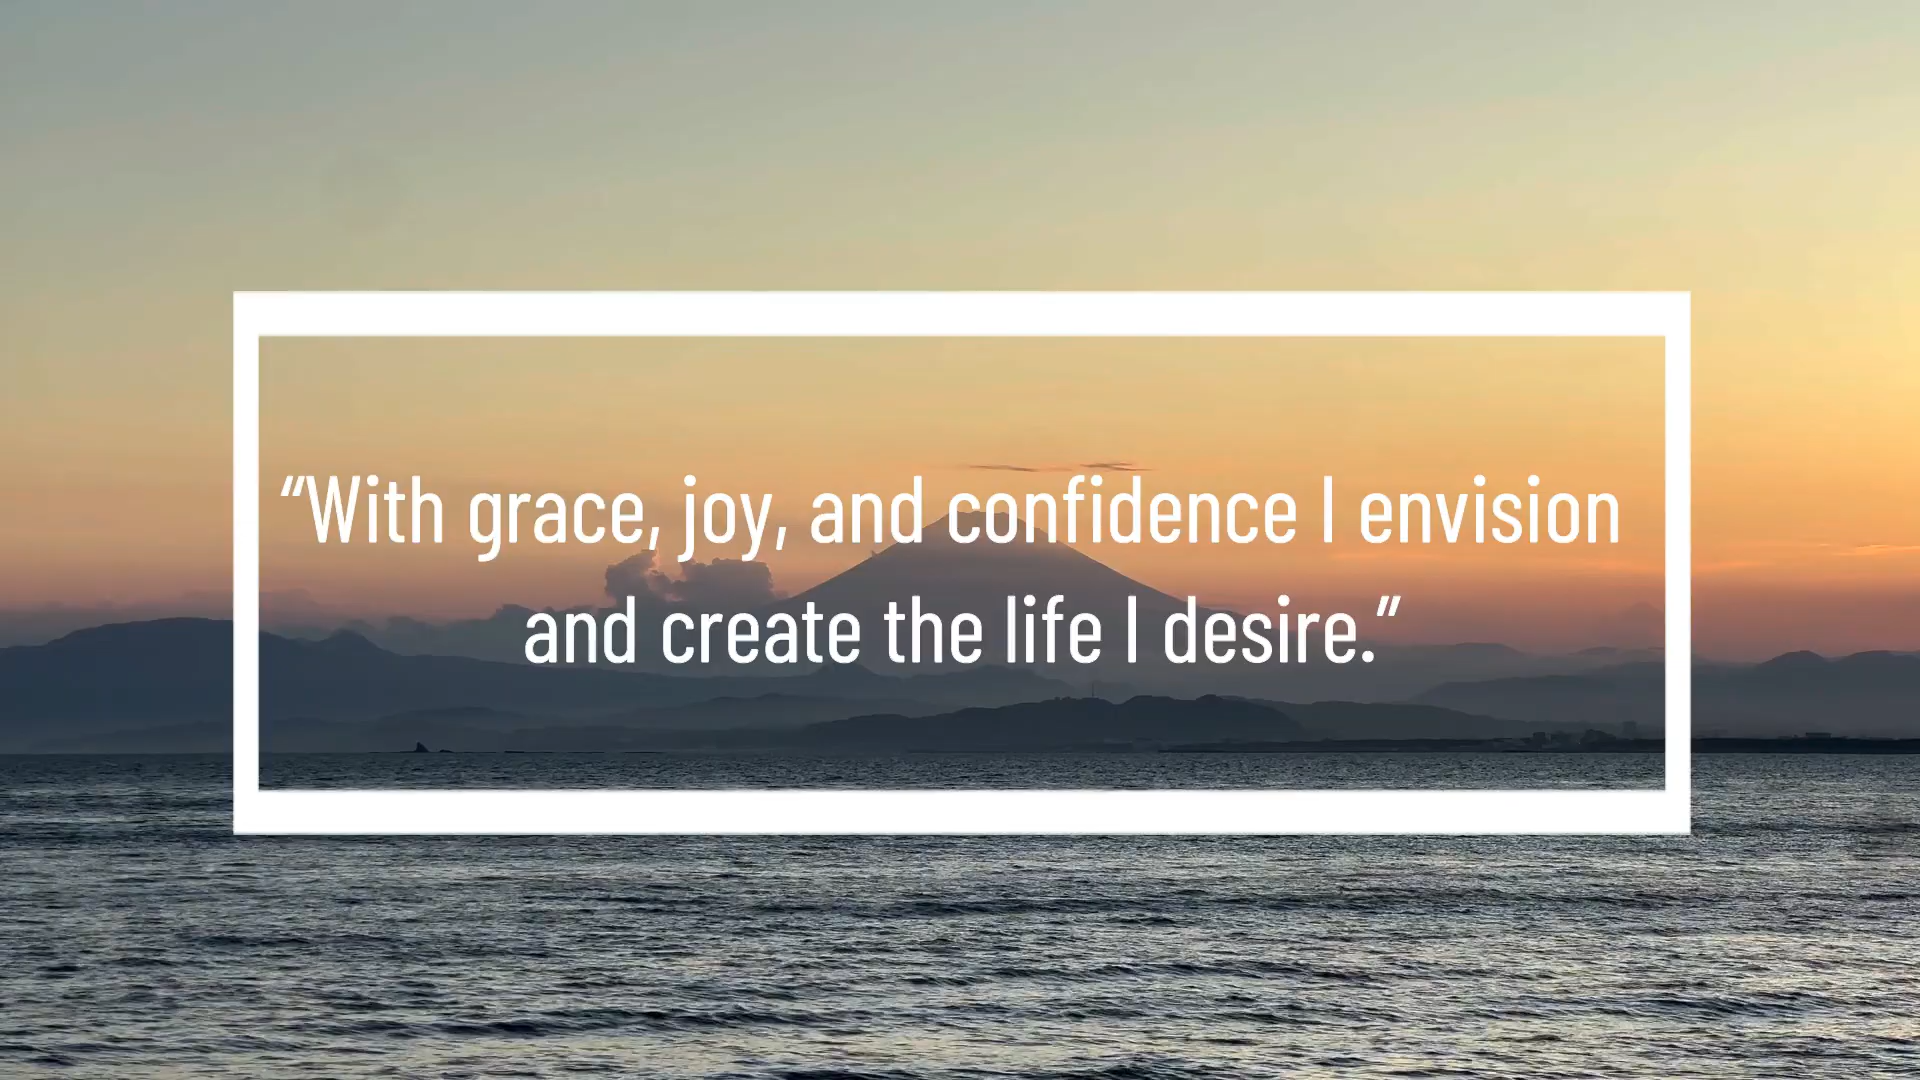 “With grace, joy, and confidence I envision
and create the life I desire.”